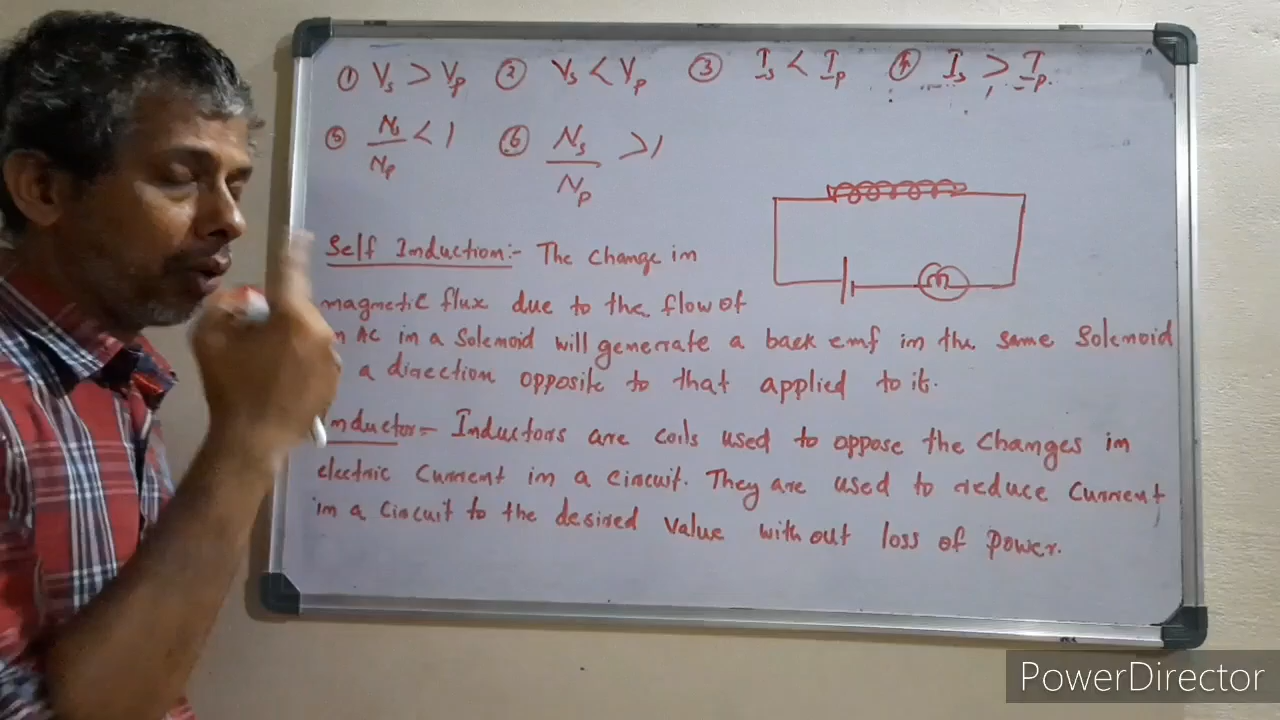 ① Vs > Vp ② Vs < Vp ③ Is < Ip ④ Is > Ip
⑤ Ns/Np < 1 ⑥ Ns/Np > 1
Self Induction:- The change in
magnetic flux due to the flow of
AC in a Solenoid will generate a back emf in the same Solenoid
a direction opposite to that applied to it.
nductor- Inductors are coils used to oppose the changes in
electric current in a circuit. They are used to reduce current
in a circuit to the desired value without loss of power.
PowerDirector